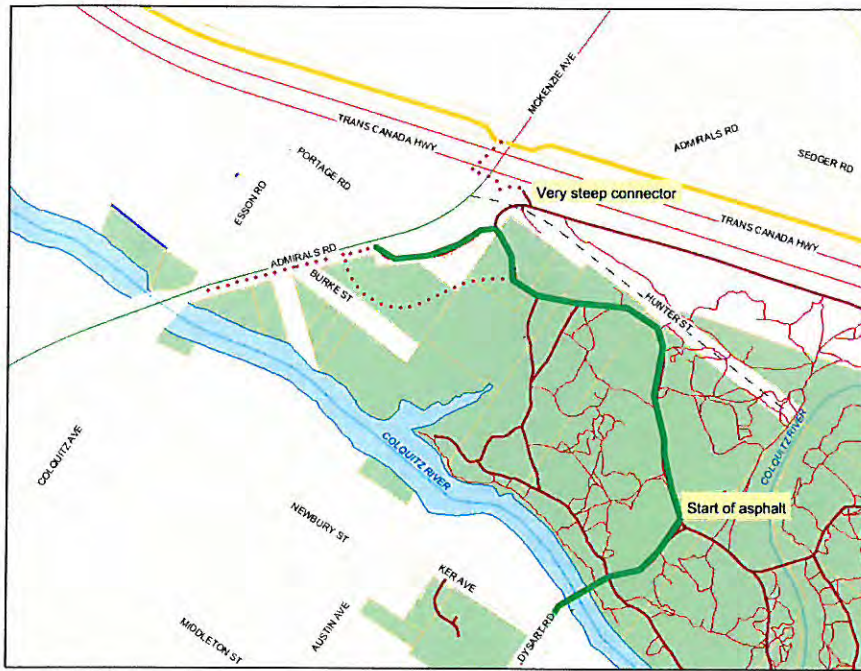 MCKENZIE AVE
TRANS CANADA HWY
ADMIRALS RD
SEDGER RD
PORTAGE RD
ESSON RD
Very steep connector
TRANS CANADA HWY
ADMIRALS RD
BURKE ST
HUNTER ST
COLQUITZ AVE
COLQUITZ RIVER
COLQUITZ RIVER
Start of asphalt
NEWBURY ST
KER AVE
AUSTIN AVE
MIDDLETON ST
DYSART RD